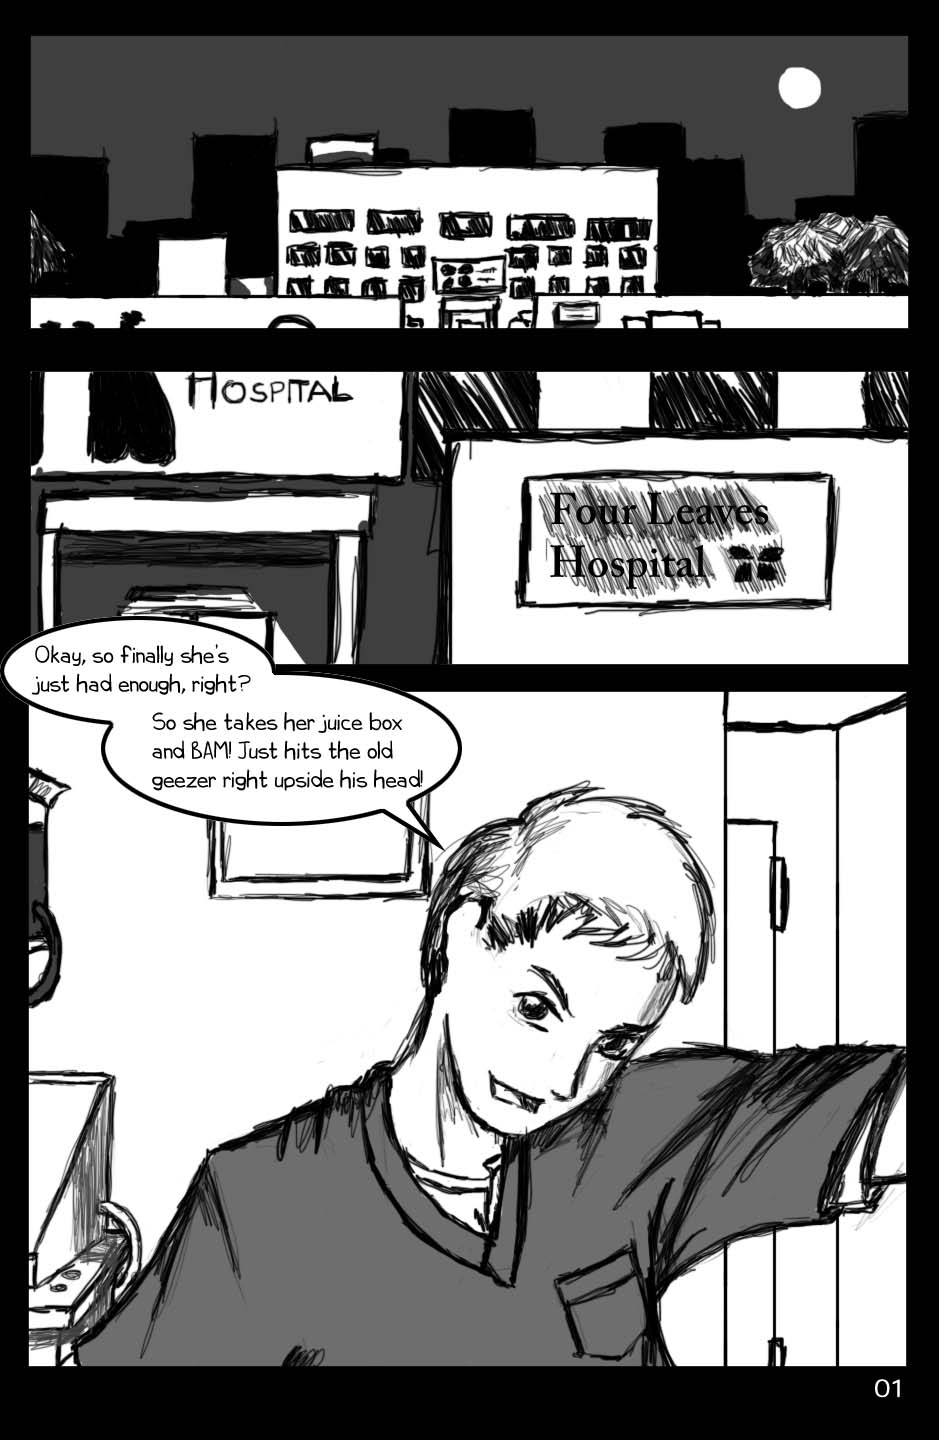 HOSPITAL
Four Leaves
Hospital
Okay, so finally she's
just had enough, right?
So she takes her juice box
and BAM! Just hits the old
geezer right upside his head!
01